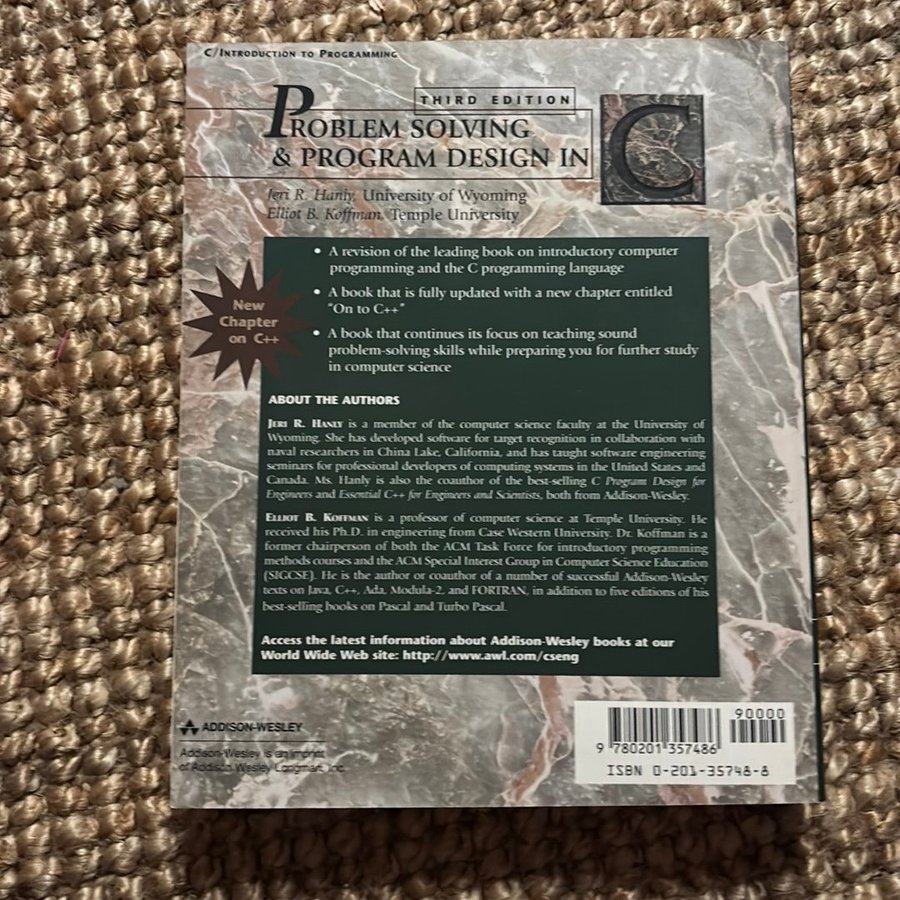 C/INTRODUCTION TO PROGRAMMING
THIRD EDITION
PROBLEM SOLVING
& PROGRAM DESIGN IN
C
Jeri R. Hanly, University of Wyoming
Elliot B. Koffman, Temple University
• A revision of the leading book on introductory computer
programming and the C programming language
• A book that is fully updated with a new chapter entitled
"On to C++"
• A book that continues its focus on teaching sound
problem-solving skills while preparing you for further study
in computer science
New
Chapter
on C++
ABOUT THE AUTHORS
JERI R. HANLY is a member of the computer science faculty at the University of
Wyoming. She has developed software for target recognition in collaboration with
naval researchers in China Lake, California, and has taught software engineering
seminars for professional developers of computing systems in the United States and
Canada. Ms. Hanly is also the coauthor of the best-selling C Program Design for
Engineers and Essential C++ for Engineers and Scientists, both from Addison-Wesley.
ELLIOT B. KOFFMAN is a professor of computer science at Temple University. He
received his Ph.D. in engineering from Case Western University. Dr. Koffman is a
former chairperson of both the ACM Task Force for introductory programming
methods courses and the ACM Special Interest Group in Computer Science Education
(SIGCSE). He is the author or coauthor of a number of successful Addison-Wesley
texts on Java, C++, Ada, Modula-2, and FORTRAN, in addition to five editions of his
best-selling books on Pascal and Turbo Pascal.
Access the latest information about Addison-Wesley books at our
World Wide Web site: http://www.awl.com/cseng
ADDISON-WESLEY
Addison-Wesley is an imprint
of Addison Wesley Longman, Inc.
90000
9 780201 357486
ISBN 0-201-35748-8